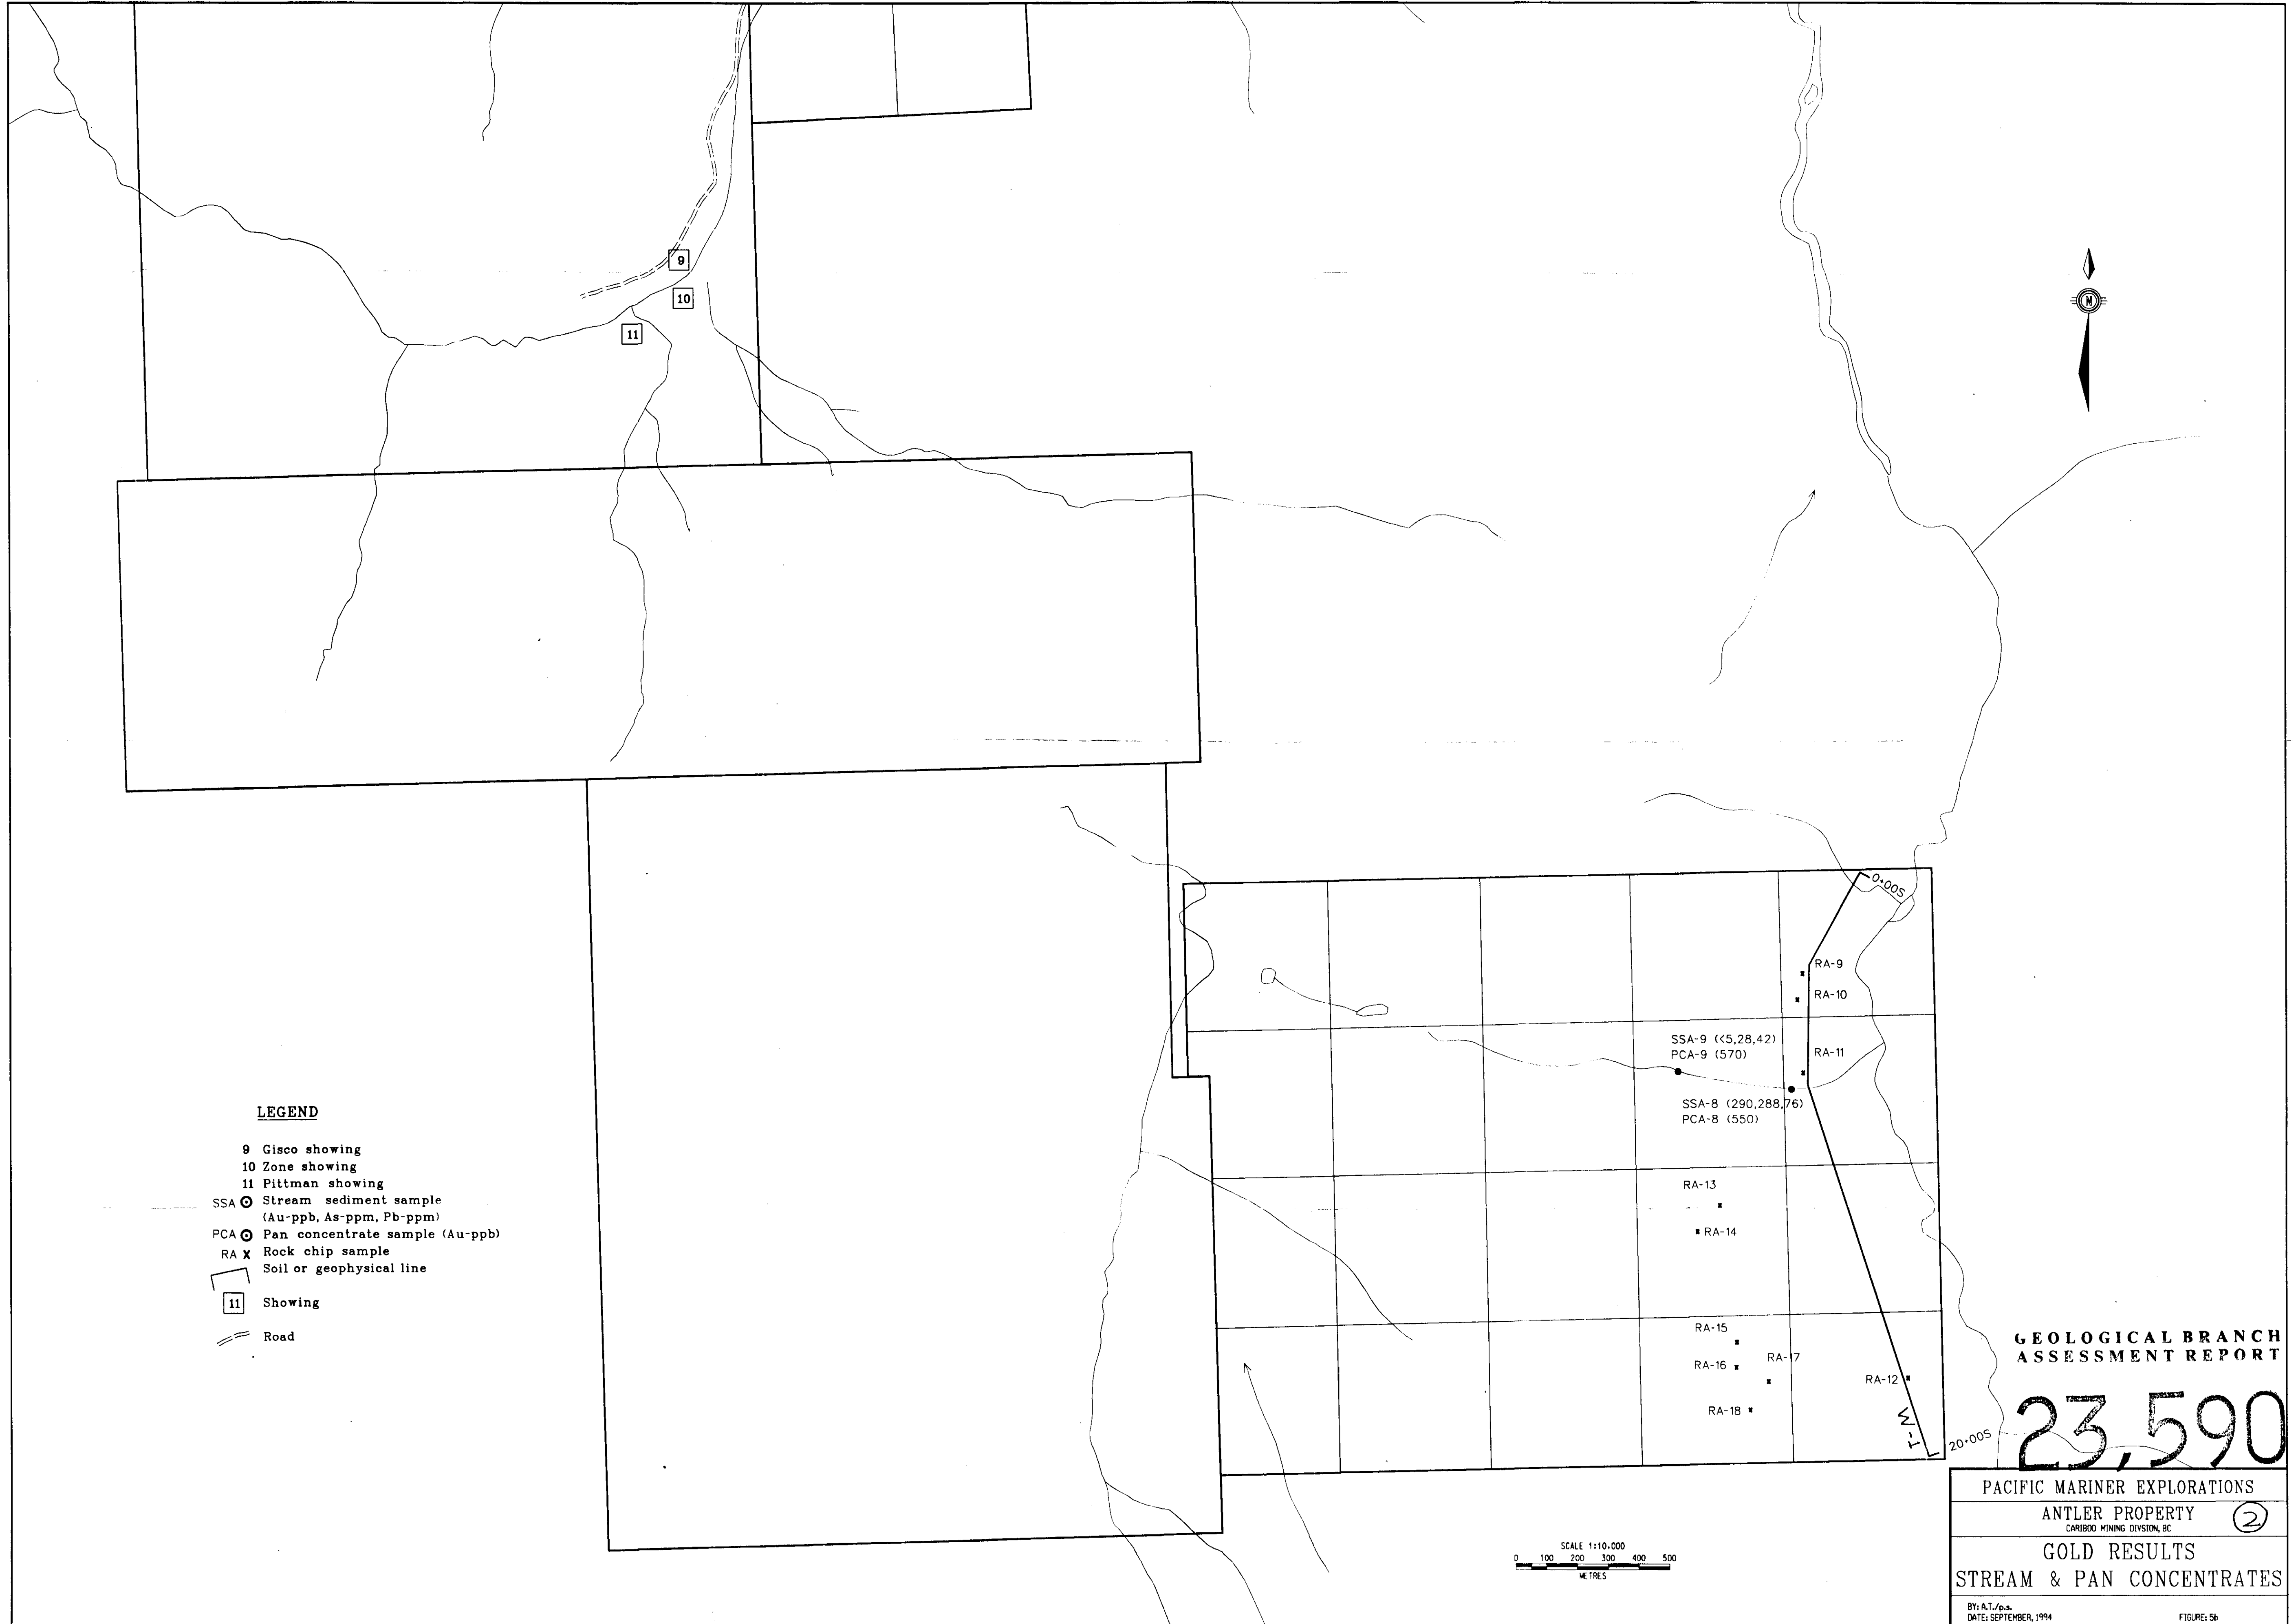 9
10
11
N
0+00S
RA-9
RA-10
SSA-9 (<5,28,42)
PCA-9 (570)
RA-11
SSA-8 (290,288,76)
PCA-8 (550)
RA-13
RA-14
RA-15
RA-16
RA-17
RA-18
RA-12
W-1
20+00S
LEGEND
9 Gisco showing
10 Zone showing
11 Pittman showing
SSA Stream sediment sample
(Au-ppb, As-ppm, Pb-ppm)
PCA Pan concentrate sample (Au-ppb)
RA X Rock chip sample
Soil or geophysical line
11 Showing
Road
SCALE 1:10,000
0 100 200 300 400 500
METRES
GEOLOGICAL BRANCH
ASSESSMENT REPORT
23,590
PACIFIC MARINER EXPLORATIONS
ANTLER PROPERTY
CARIBOO MINING DIVSION, BC
2
GOLD RESULTS
STREAM & PAN CONCENTRATES
BY: A.T./p.s.
DATE: SEPTEMBER, 1994
FIGURE: 5b